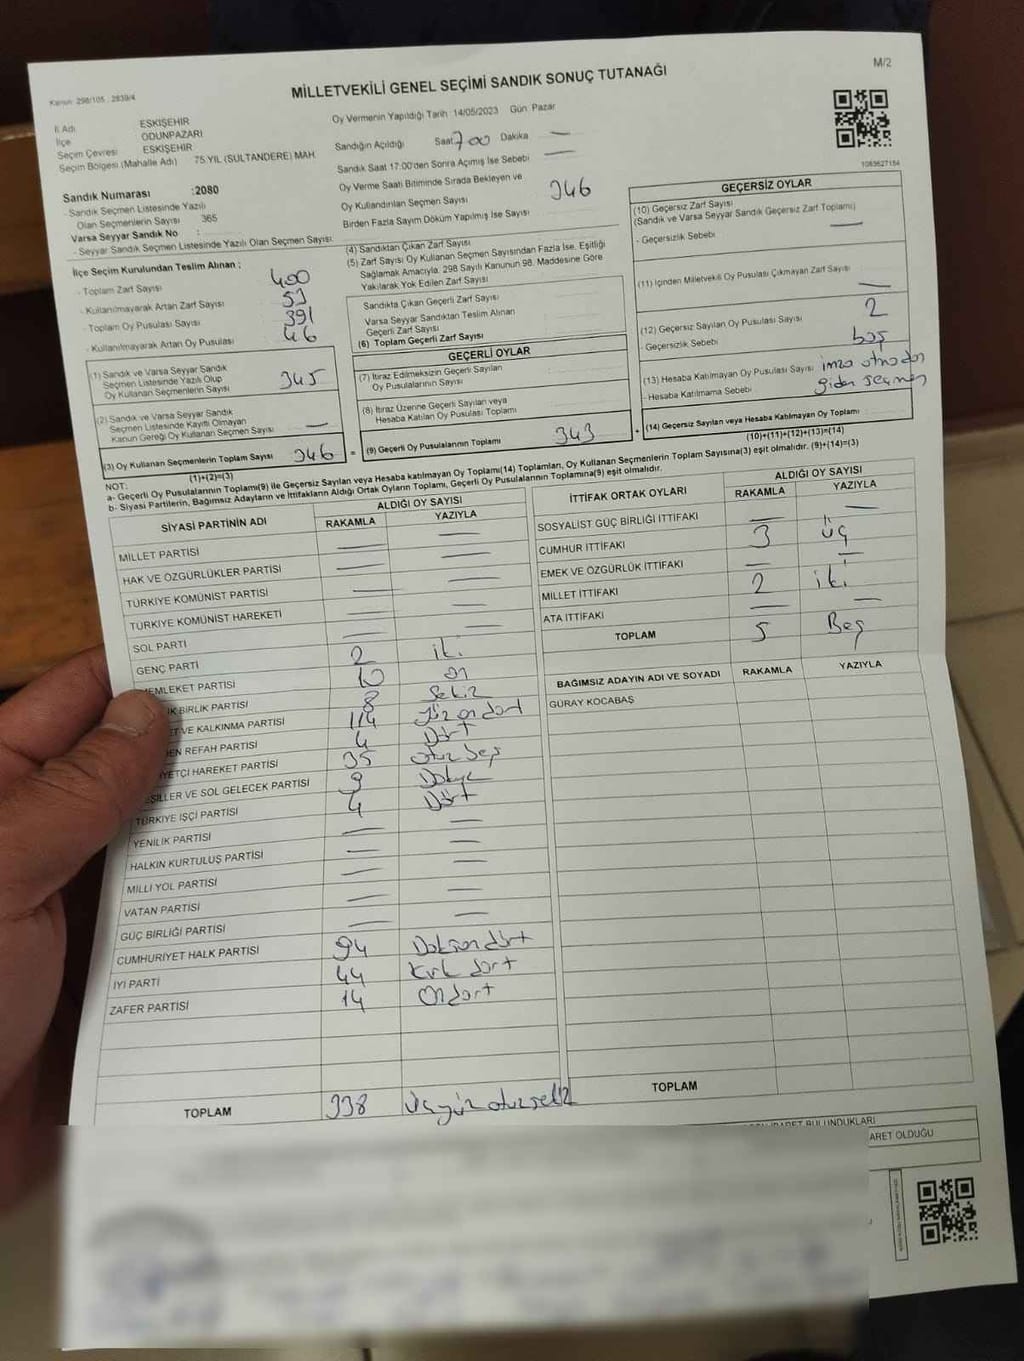 Kanun: 298/105 , 2839/4
MİLLETVEKİLİ GENEL SEÇİMİ SANDIK SONUÇ TUTANAĞI
M/2
İl Adı ESKİŞEHİR
İlçe ODUNPAZARI
Seçim Çevresi ESKİŞEHİR
Seçim Bölgesi (Mahalle Adı) 75.YIL (SULTANDERE) MAH.
Sandık Numarası :2080
- Sandık Seçmen Listesinde Yazılı
Olan Seçmenlerin Sayısı 365
Varsa Seyyar Sandık No :
- Seyyar Sandık Seçmen Listesinde Yazılı Olan Seçmen Sayısı:
Oy Vermenin Yapıldığı Tarih 14/05/2023 Gün: Pazar
Sandığın Açıldığı Saat 700 Dakika —
Sandık Saat 17:00'den Sonra Açımış İse Sebebi —
Oy Verme Saati Bitiminde Sırada Bekleyen ve
Oy Kullandırılan Seçmen Sayısı 346
Birden Fazla Sayım Döküm Yapılmış İse Sayısı
1083627184
İlçe Seçim Kurulundan Teslim Alınan :
- Toplam Zarf Sayısı 400
- Kullanılmayarak Artan Zarf Sayısı
- Toplam Oy Pusulası Sayısı 391
- Kullanılmayarak Artan Oy Pusulası 46
(1) Sandık ve Varsa Seyyar Sandık
Seçmen Listesinde Yazılı Olup
Oy Kullanan Seçmenlerin Sayısı 345
(2) Sandık ve Varsa Seyyar Sandık
Seçmen Listesinde Kayıtlı Olmayan
Kanun Gereği Oy Kullanan Seçmen Sayısı —
(3) Oy Kullanan Seçmenlerin Toplam Sayısı 346
(1)+(2)=(3)
(4) Sandıktan Çıkan Zarf Sayısı
(5) Zarf Sayısı Oy Kullanan Seçmen Sayısından Fazla İse, Eşitliği
Sağlamak Amacıyla, 298 Sayılı Kanunun 98. Maddesine Göre
Yakılarak Yok Edilen Zarf Sayısı
Sandıkta Çıkan Geçerli Zarf Sayısı
Varsa Seyyar Sandıktan Teslim Alınan
Geçerli Zarf Sayısı
(6) Toplam Geçerli Zarf Sayısı
GEÇERLİ OYLAR
(7) İtiraz Edilmeksizin Geçerli Sayılan
Oy Pusulalarının Sayısı
(8) İtiraz Üzerine Geçerli Sayılan veya
Hesaba Katılan Oy Pusulası Toplamı
= (9) Geçerli Oy Pusulalarının Toplamı 343
GEÇERSİZ OYLAR
(10) Geçersiz Zarf Sayısı
(Sandık ve Varsa Seyyar Sandık Geçersiz Zarf Toplamı)
- Geçersizlik Sebebi —
(11) İçinden Milletvekili Oy Pusulası Çıkmayan Zarf Sayısı —
(12) Geçersiz Sayılan Oy Pusulası Sayısı 2
- Geçersizlik Sebebi boş
(13) Hesaba Katılmayan Oy Pusulası Sayısı imza atmadan
- Hesaba Katılmama Sebebi giden seçmen
+ (14) Geçersiz Sayılan veya Hesaba Katılmayan Oy Toplamı
(10)+(11)+(12)+(13)=(14)
NOT:
a- Geçerli Oy Pusulalarının Toplamı(9) ile Geçersiz Sayılan veya Hesaba katılmayan Oy Toplamı(14) Toplamları, Oy Kullanan Seçmenlerin Toplam Sayısına(3) eşit olmalıdır. (9)+(14)=(3)
b- Siyasi Partilerin, Bağımsız Adayların ve İttifakların Aldığı Ortak Oyların Toplamı, Geçerli Oy Pusulalarının Toplamına(9) eşit olmalıdır.
SİYASİ PARTİNİN ADI ALDIĞI OY SAYISI
RAKAMLA YAZIYLA
MİLLET PARTİSİ — —
HAK VE ÖZGÜRLÜKLER PARTİSİ — —
TÜRKİYE KOMÜNİST PARTİSİ — —
TÜRKİYE KOMÜNİST HAREKETİ — —
SOL PARTİ — —
GENÇ PARTİ 2 iki
EMLEKET PARTİSİ 10 on
K BİRLİK PARTİSİ 8 Sekiz
ET VE KALKINMA PARTİSİ 114 yüz on dört
EN REFAH PARTİSİ 4 Dört
YETÇİ HAREKET PARTİSİ 35 otuz beş
EŞİLLER VE SOL GELECEK PARTİSİ 9 Dokuz
TÜRKİYE İŞÇİ PARTİSİ 4 Dört
YENİLİK PARTİSİ — —
HALKIN KURTULUŞ PARTİSİ — —
MİLLİ YOL PARTİSİ — —
VATAN PARTİSİ — —
GÜÇ BİRLİĞİ PARTİSİ — —
CUMHURİYET HALK PARTİSİ 94 Doksan dört
İYİ PARTİ 44 Kırk dört
ZAFER PARTİSİ 14 Ondört
TOPLAM 338 üçyüz otuzsekiz
İTTİFAK ORTAK OYLARI ALDIĞI OY SAYISI
RAKAMLA YAZIYLA
SOSYALİST GÜÇ BİRLİĞİ İTTİFAKI — —
CUMHUR İTTİFAKI 3 üç
EMEK VE ÖZGÜRLÜK İTTİFAKI — —
MİLLET İTTİFAKI 2 iki
ATA İTTİFAKI — —
TOPLAM 5 Beş
BAĞIMSIZ ADAYIN ADI VE SOYADI RAKAMLA YAZIYLA
GÜRAY KOCABAŞ
TOPLAM
BULUNDUKLARI
ARET OLDUĞU